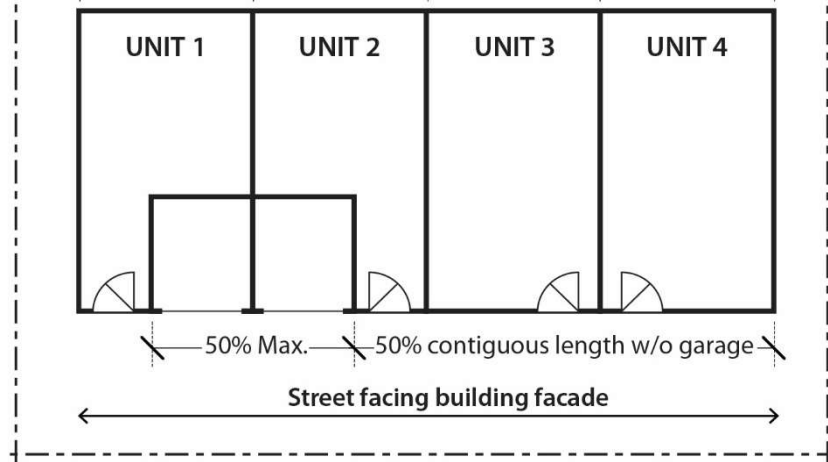 UNIT 1 UNIT 2 UNIT 3 UNIT 4
50% Max. 50% contiguous length w/o garage
Street facing building facade